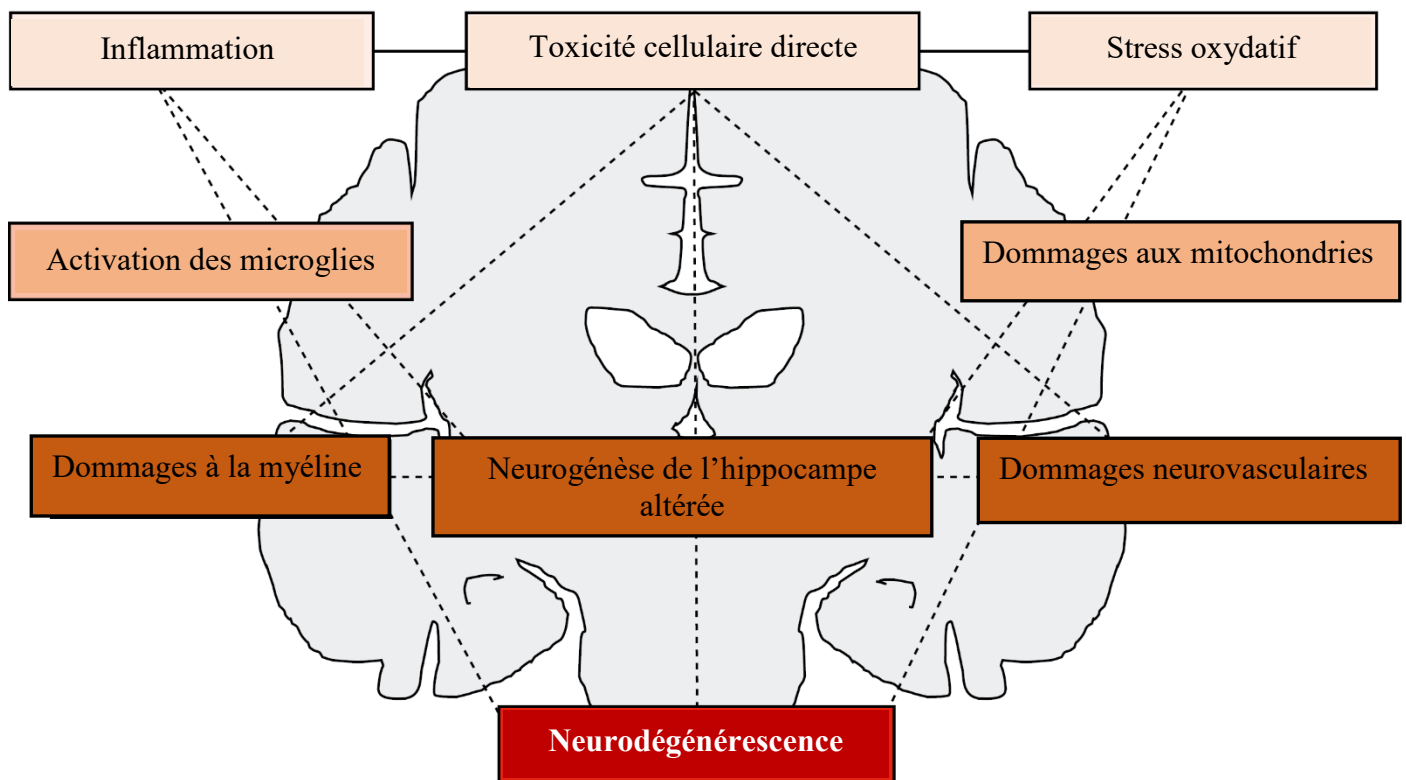 Inflammation
Toxicité cellulaire directe
Stress oxydatif
Activation des microglies
Dommages aux mitochondries
Dommages à la myéline
Neurogénèse de l’hippocampe
altérée
Dommages neurovasculaires
Neurodégénérescence